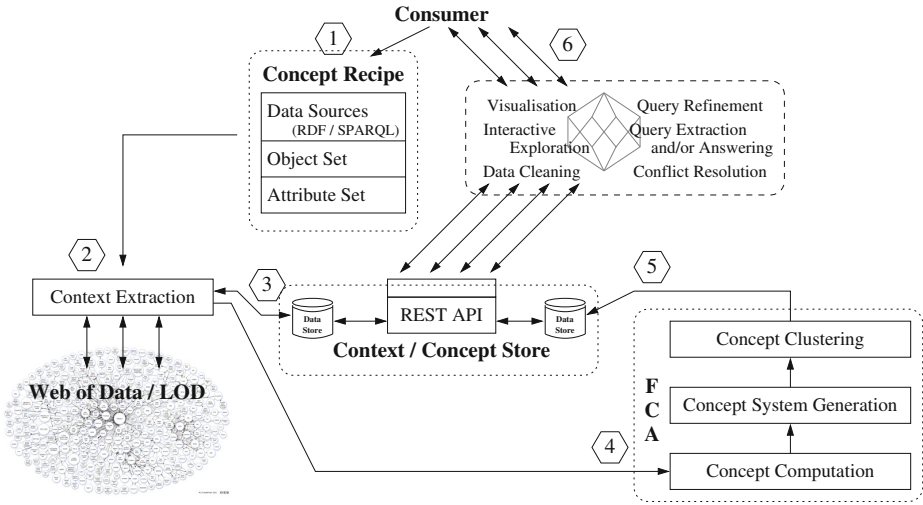 Consumer
1
6
Concept Recipe
Data Sources
(RDF / SPARQL)
Object Set
Attribute Set
Visualisation
Interactive
Exploration
Data Cleaning
Query Refinement
Query Extraction
and/or Answering
Conflict Resolution
2
Context Extraction
3
Data
Store
REST API
Data
Store
Context / Concept Store
5
Web of Data / LOD
4
F
C
A
Concept Clustering
Concept System Generation
Concept Computation